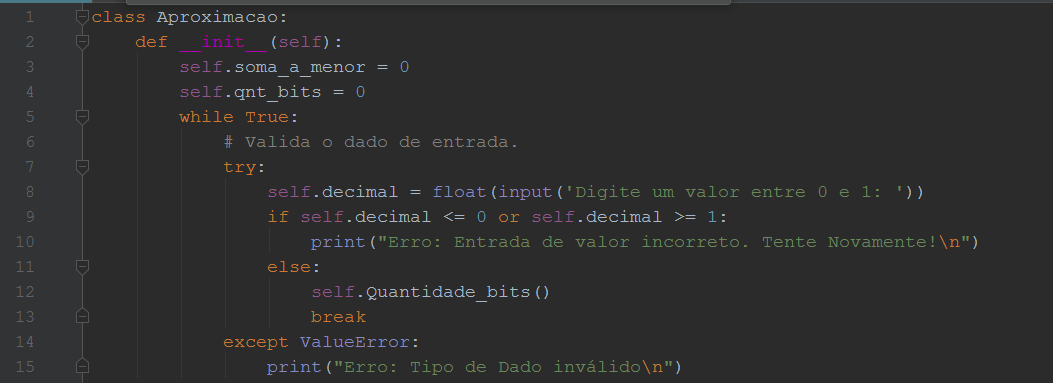 1 class Aproximacao:
2     def __init__(self):
3         self.soma_a_menor = 0
4         self.qnt_bits = 0
5         while True:
6             # Valida o dado de entrada.
7             try:
8                 self.decimal = float(input('Digite um valor entre 0 e 1: '))
9                 if self.decimal <= 0 or self.decimal >= 1:
10                     print("Erro: Entrada de valor incorreto. Tente Novamente!\n")
11                 else:
12                     self.Quantidade_bits()
13                     break
14             except ValueError:
15                 print("Erro: Tipo de Dado inválido\n")